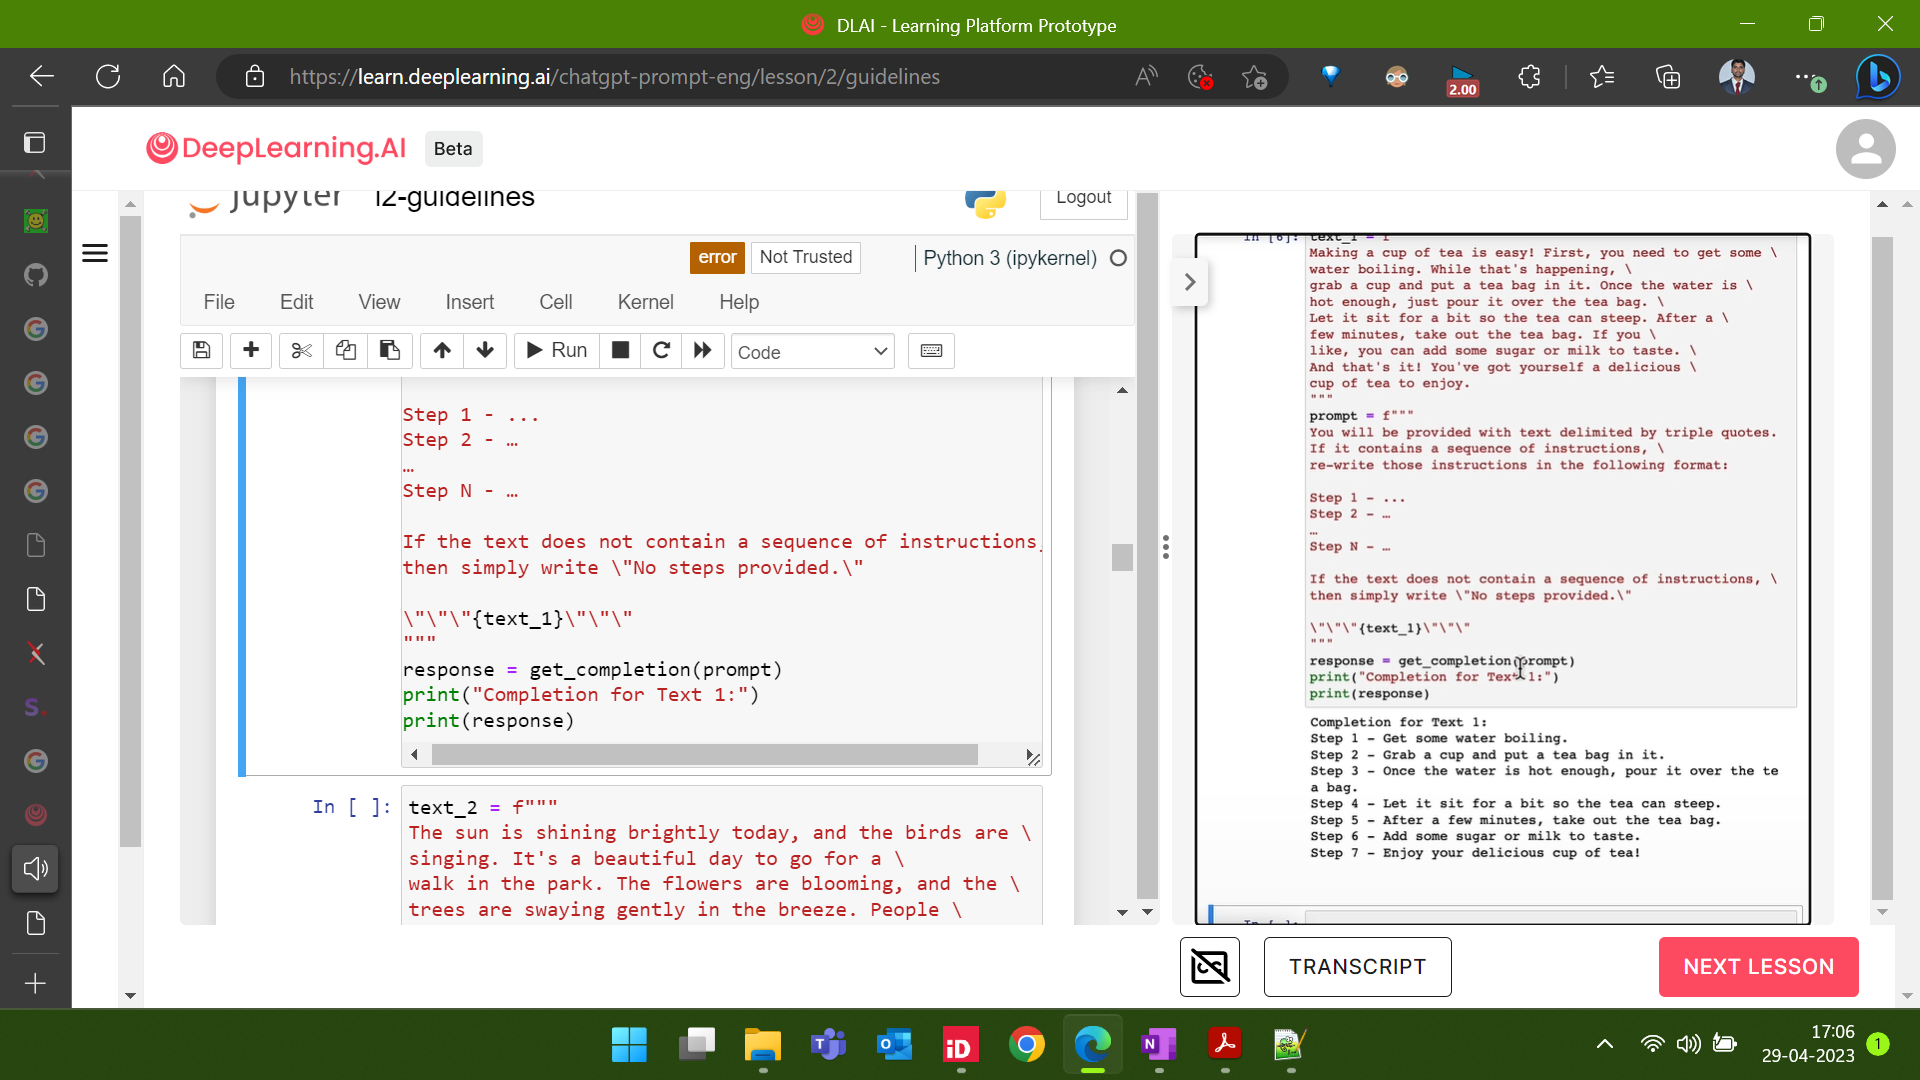 DLAI - Learning Platform Prototype
https://learn.deeplearning.ai/chatgpt-prompt-eng/lesson/2/guidelines
2.00
DeepLearning.AI
Beta
jupyter l2-guidelines
Logout
error
Not Trusted
Python 3 (ipykernel)
File
Edit
View
Insert
Cell
Kernel
Help
Run
Code
Step 1 - ...
Step 2 - …
…
Step N - …
If the text does not contain a sequence of instructions,
then simply write \"No steps provided.\"
\"\"\"{text_1}\"\"\"
"""
response = get_completion(prompt)
print("Completion for Text 1:")
print(response)
In [ ]:
text_2 = f"""
The sun is shining brightly today, and the birds are \
singing. It's a beautiful day to go for a \
walk in the park. The flowers are blooming, and the \
trees are swaying gently in the breeze. People \
In [6]: text_1 = f"""
Making a cup of tea is easy! First, you need to get some \
water boiling. While that's happening, \
grab a cup and put a tea bag in it. Once the water is \
hot enough, just pour it over the tea bag. \
Let it sit for a bit so the tea can steep. After a \
few minutes, take out the tea bag. If you \
like, you can add some sugar or milk to taste. \
And that's it! You've got yourself a delicious \
cup of tea to enjoy.
"""
prompt = f"""
You will be provided with text delimited by triple quotes.
If it contains a sequence of instructions, \
re-write those instructions in the following format:
Step 1 - ...
Step 2 - …
…
Step N - …
If the text does not contain a sequence of instructions, \
then simply write \"No steps provided.\"
\"\"\"{text_1}\"\"\"
"""
response = get_completion(prompt)
print("Completion for Text 1:")
print(response)
Completion for Text 1:
Step 1 - Get some water boiling.
Step 2 - Grab a cup and put a tea bag in it.
Step 3 - Once the water is hot enough, pour it over the te
a bag.
Step 4 - Let it sit for a bit so the tea can steep.
Step 5 - After a few minutes, take out the tea bag.
Step 6 - Add some sugar or milk to taste.
Step 7 - Enjoy your delicious cup of tea!
In [ ]:
TRANSCRIPT
NEXT LESSON
17:06
29-04-2023
1